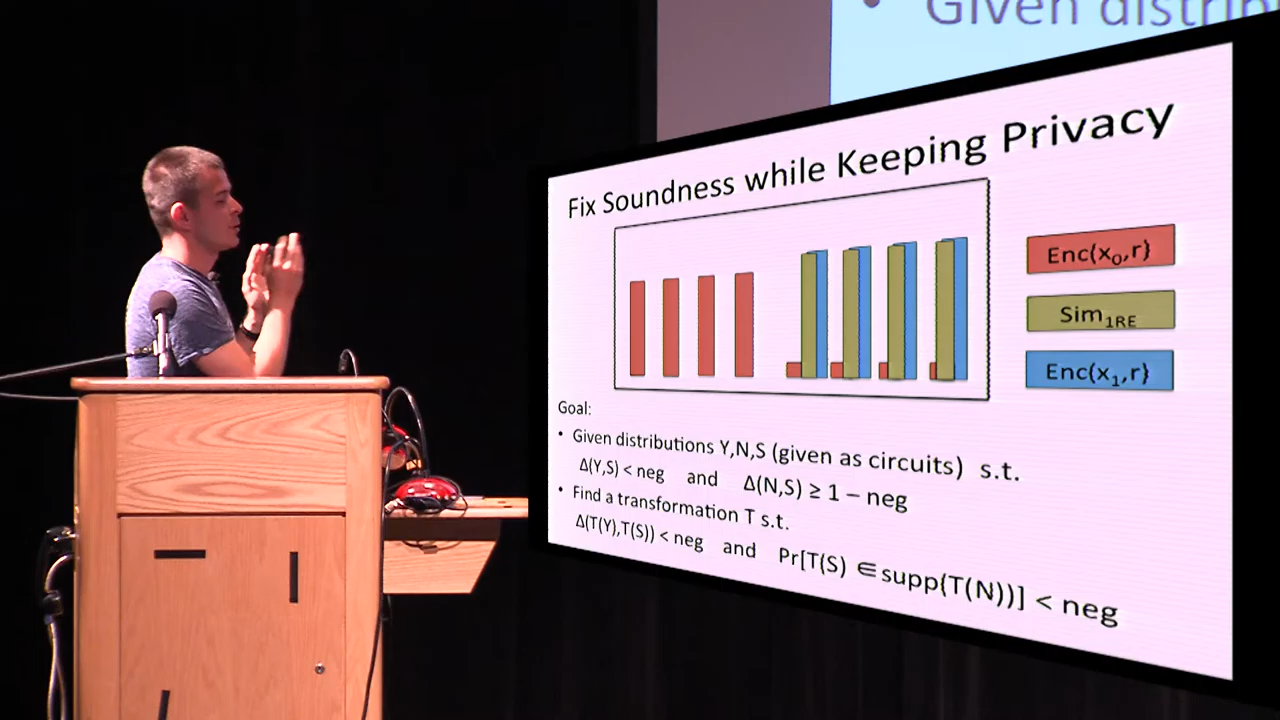 Given distrib
Fix Soundness while Keeping Privacy
Enc(x₀,r}
Sim₁RE
Enc(x₁,r}
Goal:
• Given distributions Y,N,S (given as circuits) s.t.
Δ(Y,S) < neg and Δ(N,S) ≥ 1 – neg
• Find a transformation T s.t.
Δ(T(Y),T(S)) < neg and Pr[T(S) ∈ supp(T(N))] < neg